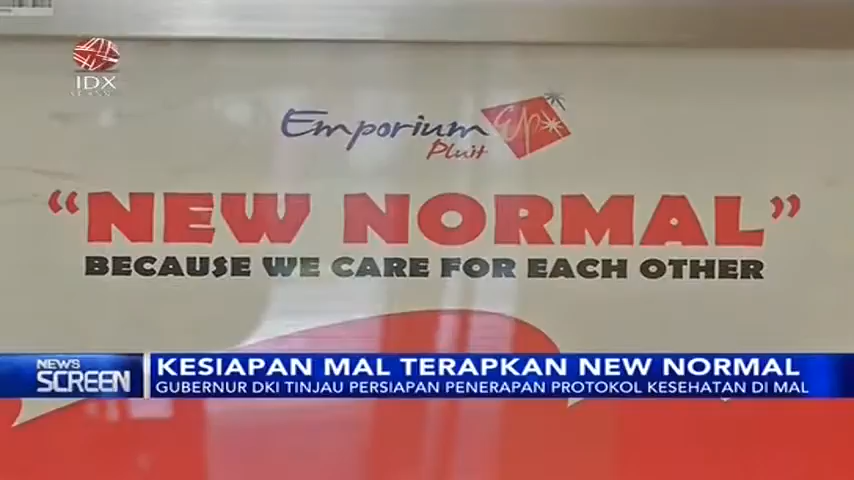 IDX
Emporium
Pluit
"NEW NORMAL"
BECAUSE WE CARE FOR EACH OTHER
NEWS
SCREEN
KESIAPAN MAL TERAPKAN NEW NORMAL
GUBERNUR DKI TINJAU PERSIAPAN PENERAPAN PROTOKOL KESEHATAN DI MAL